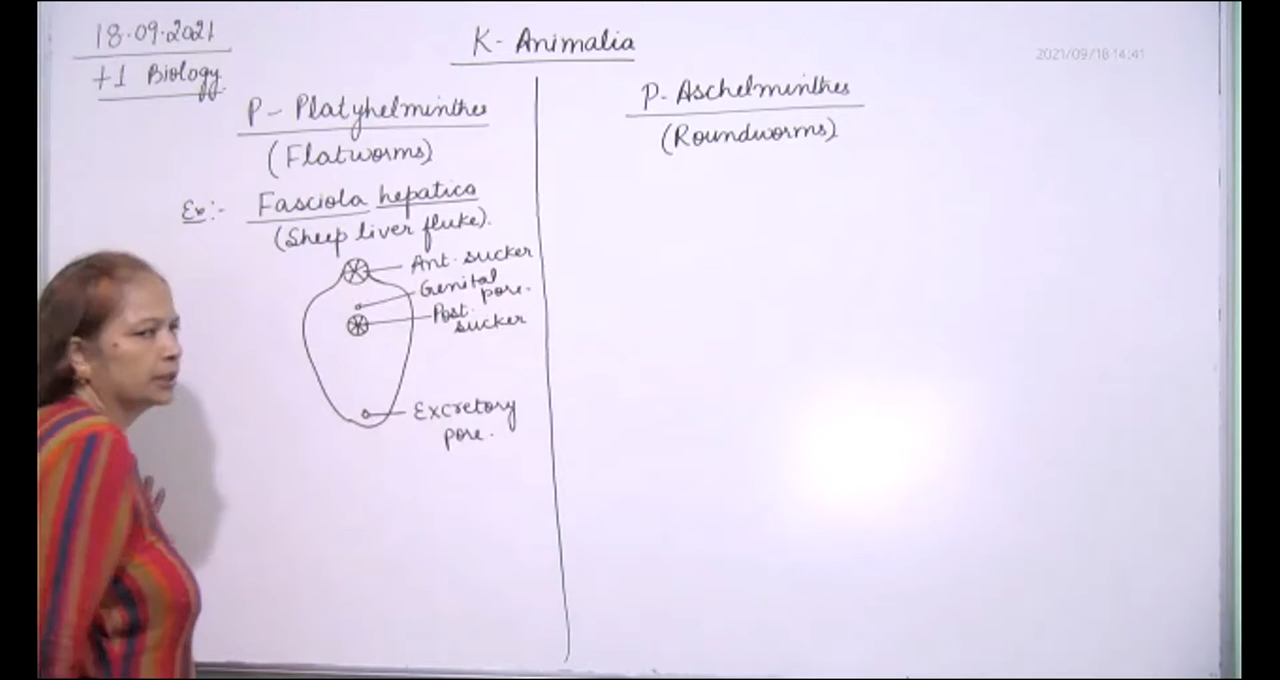 18.09.2021
+1 Biology.
K- Animalia
2021/09/18 14:41
P- Platyhelminthes
(Flatworms)
Ex:- Fasciola hepatica
(Sheep liver fluke).
Ant. sucker
Genital
pore.
Post.
sucker
Excretory
pore.
P- Aschelminthes
(Roundworms)